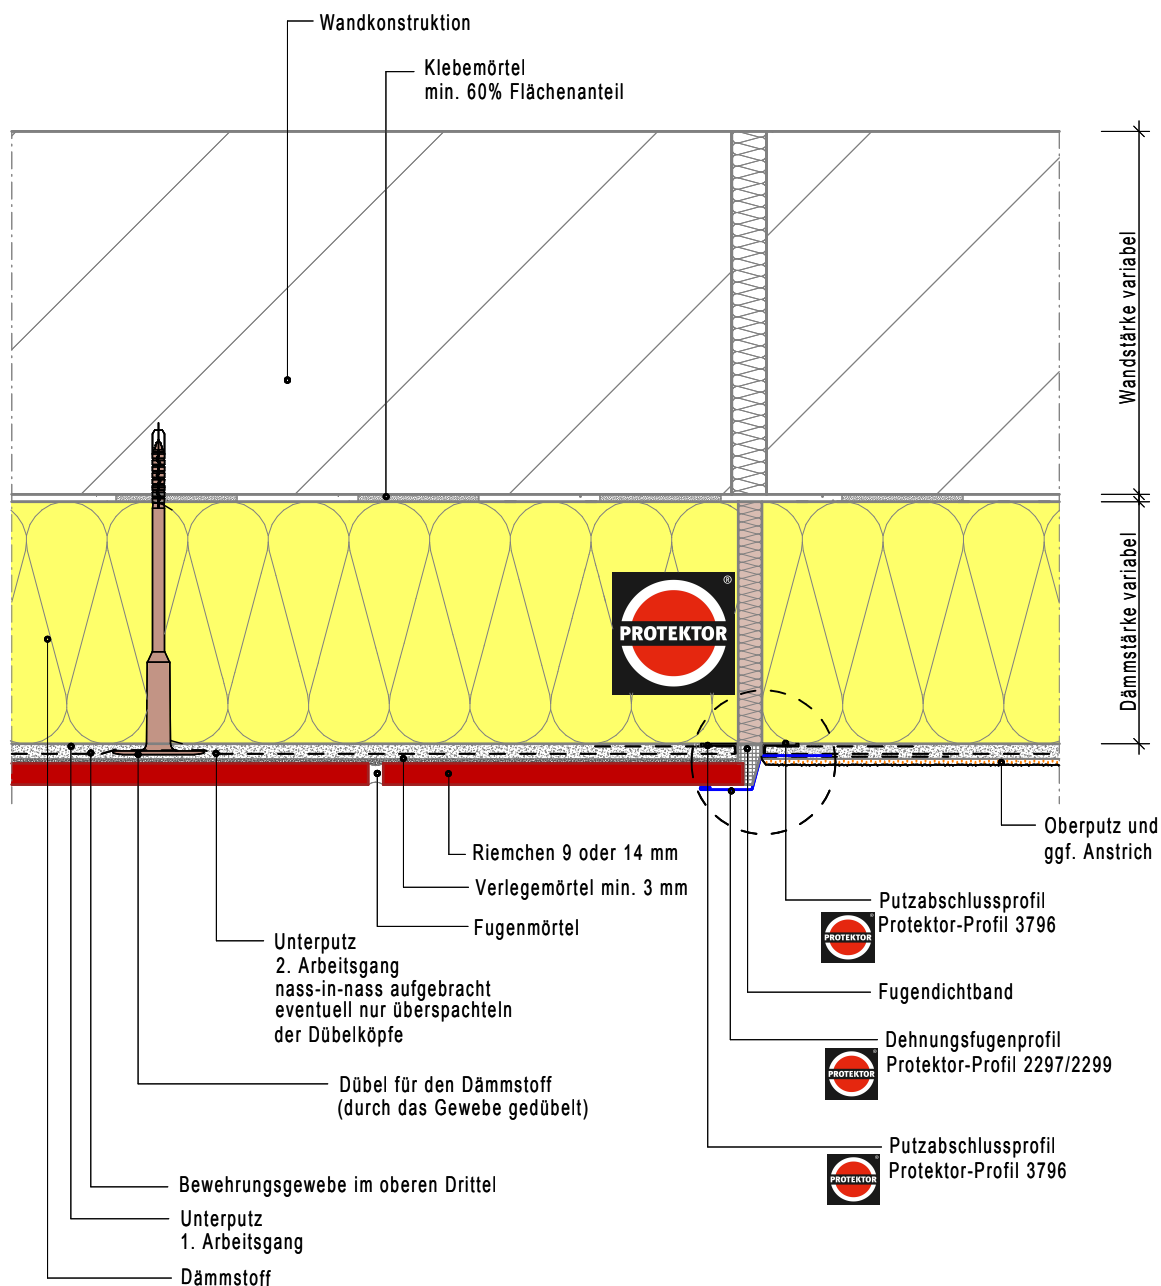 Wandkonstruktion
Klebemörtel
min. 60% Flächenanteil
Wandstärke variabel
Dämmstärke variabel
PROTEKTOR
®
Oberputz und
ggf. Anstrich
Riemchen 9 oder 14 mm
Verlegemörtel min. 3 mm
Fugenmörtel
Putzabschlussprofil
Protektor-Profil 3796
PROTEKTOR
Unterputz
2. Arbeitsgang
nass-in-nass aufgebracht
eventuell nur überspachteln
der Dübelköpfe
Fugendichtband
Dehnungsfugenprofil
Protektor-Profil 2297/2299
PROTEKTOR
Dübel für den Dämmstoff
(durch das Gewebe gedübelt)
Putzabschlussprofil
Protektor-Profil 3796
PROTEKTOR
Bewehrungsgewebe im oberen Drittel
Unterputz
1. Arbeitsgang
Dämmstoff